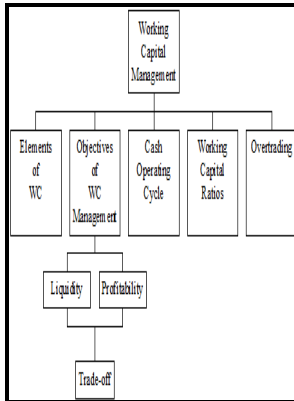 Working
Capital
Management
Elements
of
WC
Objectives
of
WC
Management
Cash
Operating
Cycle
Working
Capital
Ratios
Overtrading
Liquidity
Profitability
Trade-off